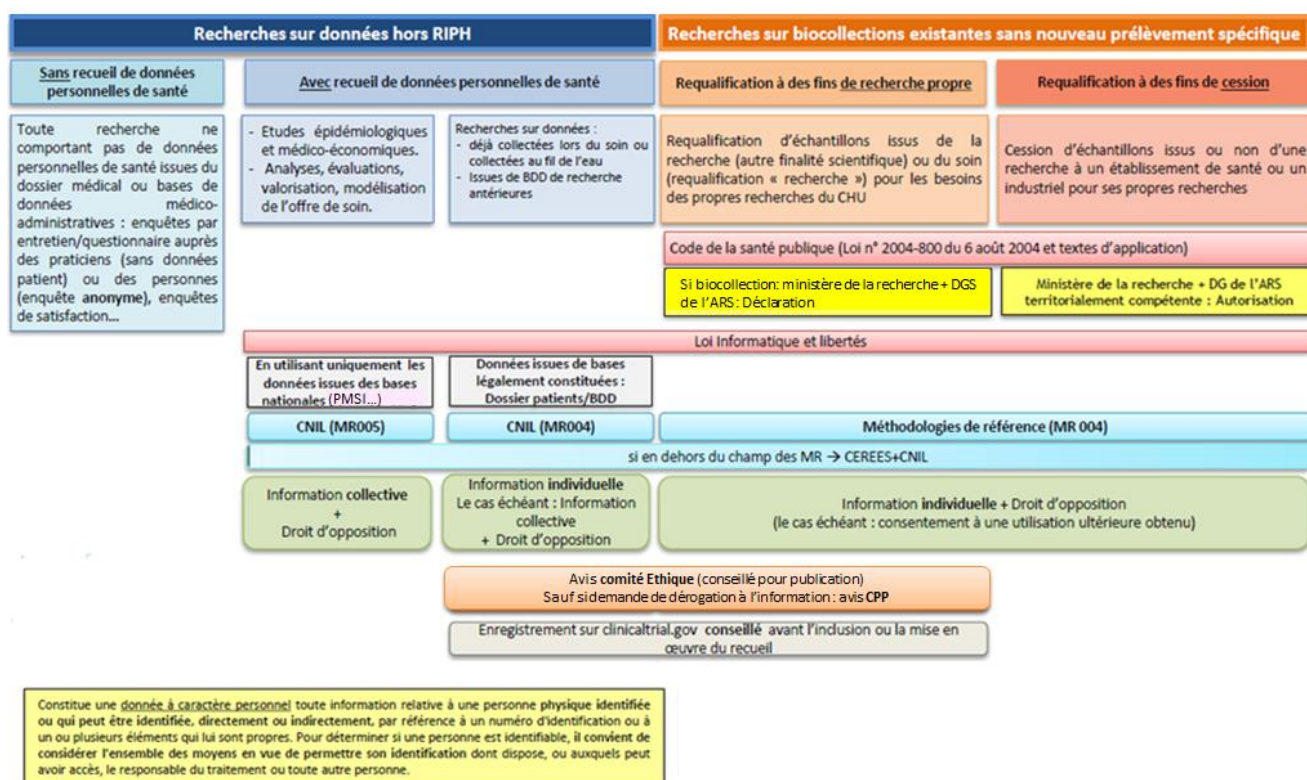 Recherches sur données hors RIPH
Recherches sur biocollections existantes sans nouveau prélèvement spécifique
Sans recueil de données
personnelles de santé
Avec recueil de données personnelles de santé
Requalification à des fins de recherche propre
Requalification à des fins de cession
Toute recherche ne
comportant pas de données
personnelles de santé issues du
dossier médical ou bases de
données médico-
administratives : enquêtes par
entretien/questionnaire auprès
des praticiens (sans données
patient) ou des personnes
(enquête anonyme), enquêtes
de satisfaction...
- Etudes épidémiologiques
et médico-économiques.
- Analyses, évaluations,
valorisation, modélisation
de l'offre de soin.
Recherches sur données :
- déjà collectées lors du soin ou
collectées au fil de l'eau
- Issues de BDD de recherche
antérieures
Requalification d'échantillons issus de la
recherche (autre finalité scientifique) ou du soin
(requalification « recherche ») pour les besoins
des propres recherches du CHU
Cession d'échantillons issus ou non d'une
recherche à un établissement de santé ou un
industriel pour ses propres recherches
Code de la santé publique (Loi n° 2004-800 du 6 août 2004 et textes d'application)
Si biocollection: ministère de la recherche + DGS
de l'ARS : Déclaration
Ministère de la recherche + DG de l'ARS
territorialement compétente : Autorisation
Loi Informatique et libertés
En utilisant uniquement les
données issues des bases
nationales (PMSI...)
Données issues de bases
légalement constituées :
Dossier patients/BDD
CNIL (MR005)
CNIL (MR004)
Méthodologies de référence (MR 004)
si en dehors du champ des MR → CEREES+CNIL
Information collective
+
Droit d'opposition
Information individuelle
Le cas échéant : Information
collective
+ Droit d'opposition
Information individuelle + Droit d'opposition
(le cas échéant : consentement à une utilisation ultérieure obtenu)
Avis comité Ethique (conseillé pour publication)
Sauf si demande de dérogation à l'information : avis CPP
Enregistrement sur clinicaltrial.gov conseillé avant l'inclusion ou la mise en
œuvre du recueil
Constitue une donnée à caractère personnel toute information relative à une personne physique identifiée
ou qui peut être identifiée, directement ou indirectement, par référence à un numéro d'identification ou à
un ou plusieurs éléments qui lui sont propres. Pour déterminer si une personne est identifiable, il convient de
considérer l'ensemble des moyens en vue de permettre son identification dont dispose, ou auxquels peut
avoir accès, le responsable du traitement ou toute autre personne.